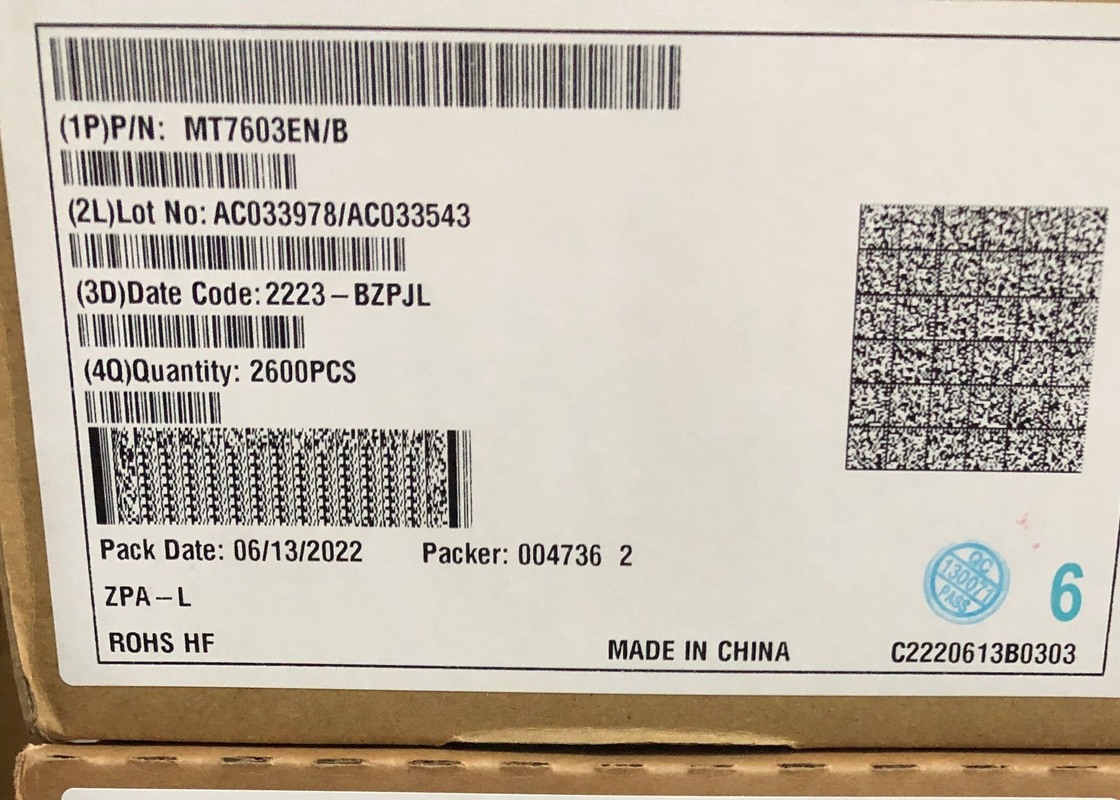 (1P)P/N: MT7603EN/B
(2L)Lot No: AC033978/AC033543
(3D)Date Code: 2223-BZPJL
(4Q)Quantity: 2600PCS
Pack Date: 06/13/2022 Packer: 004736 2
ZPA-L
ROHS HF
MADE IN CHINA
QC
130077
PASS
6
C2220613B0303